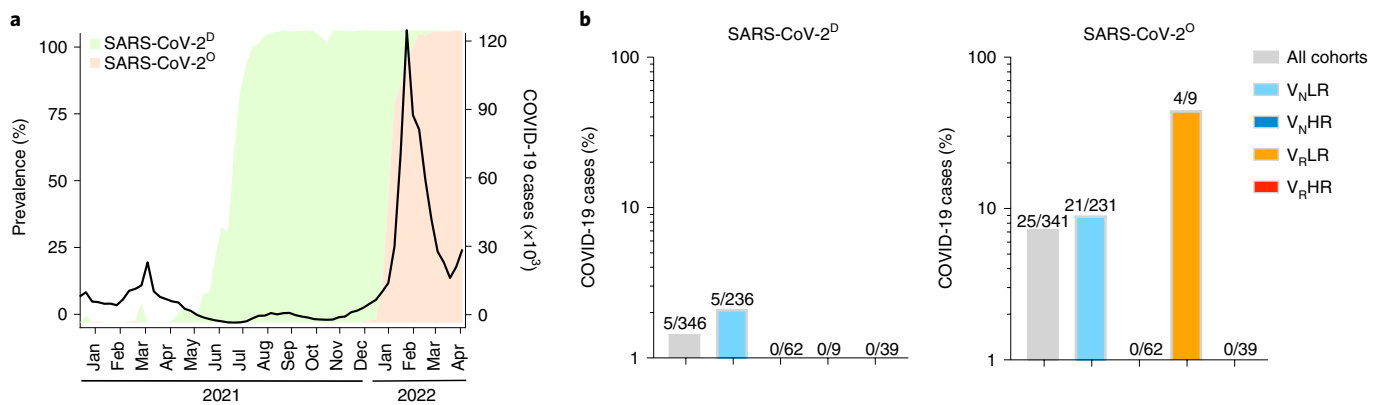 a
Prevalence (%)
100
75
50
25
0
SARS-CoV-2D
SARS-CoV-2O
120
90
60
30
0
COVID-19 cases (×10³)
Jan
Feb
Mar
Apr
May
Jun
Jul
Aug
Sep
Oct
Nov
Dec
Jan
Feb
Mar
Apr
2021
2022
b
SARS-CoV-2D
COVID-19 cases (%)
100
10
1
5/346
5/236
0/62
0/9
0/39
SARS-CoV-2O
COVID-19 cases (%)
100
10
1
25/341
21/231
0/62
4/9
0/39
All cohorts
VNLR
VNHR
VRLR
VRHR